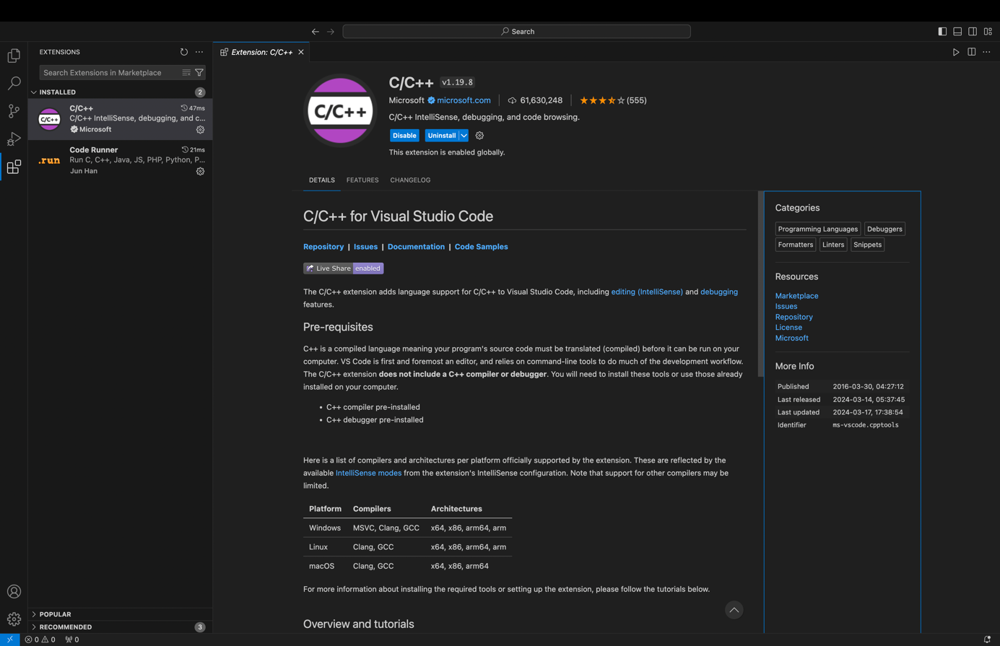 Search
EXTENSIONS
Search Extensions in Marketplace
INSTALLED
2
C/C++
C/C++
47ms
C/C++ IntelliSense, debugging, and c...
Microsoft
.run
Code Runner
21ms
Run C, C++, Java, JS, PHP, Python, P...
Jun Han
POPULAR
RECOMMENDED
3
Extension: C/C++
C/C++
C/C++ v1.19.8
Microsoft microsoft.com 61,630,248 (555)
C/C++ IntelliSense, debugging, and code browsing.
Disable Uninstall
This extension is enabled globally.
DETAILS FEATURES CHANGELOG
C/C++ for Visual Studio Code
Repository | Issues | Documentation | Code Samples
Live Share enabled
The C/C++ extension adds language support for C/C++ to Visual Studio Code, including editing (IntelliSense) and debugging
features.
Pre-requisites
C++ is a compiled language meaning your program's source code must be translated (compiled) before it can be run on your
computer. VS Code is first and foremost an editor, and relies on command-line tools to do much of the development workflow.
The C/C++ extension does not include a C++ compiler or debugger. You will need to install these tools or use those already
installed on your computer.
• C++ compiler pre-installed
• C++ debugger pre-installed
Here is a list of compilers and architectures per platform officially supported by the extension. These are reflected by the
available IntelliSense modes from the extension's IntelliSense configuration. Note that support for other compilers may be
limited.
Platform Compilers Architectures
Windows MSVC, Clang, GCC x64, x86, arm64, arm
Linux Clang, GCC x64, x86, arm64, arm
macOS Clang, GCC x64, x86, arm64
For more information about installing the required tools or setting up the extension, please follow the tutorials below.
Overview and tutorials
Categories
Programming Languages Debuggers
Formatters Linters Snippets
Resources
Marketplace
Issues
Repository
License
Microsoft
More Info
Published 2016-03-30, 04:27:12
Last released 2024-03-14, 05:37:45
Last updated 2024-03-17, 17:38:54
Identifier ms-vscode.cpptools
0 0 0